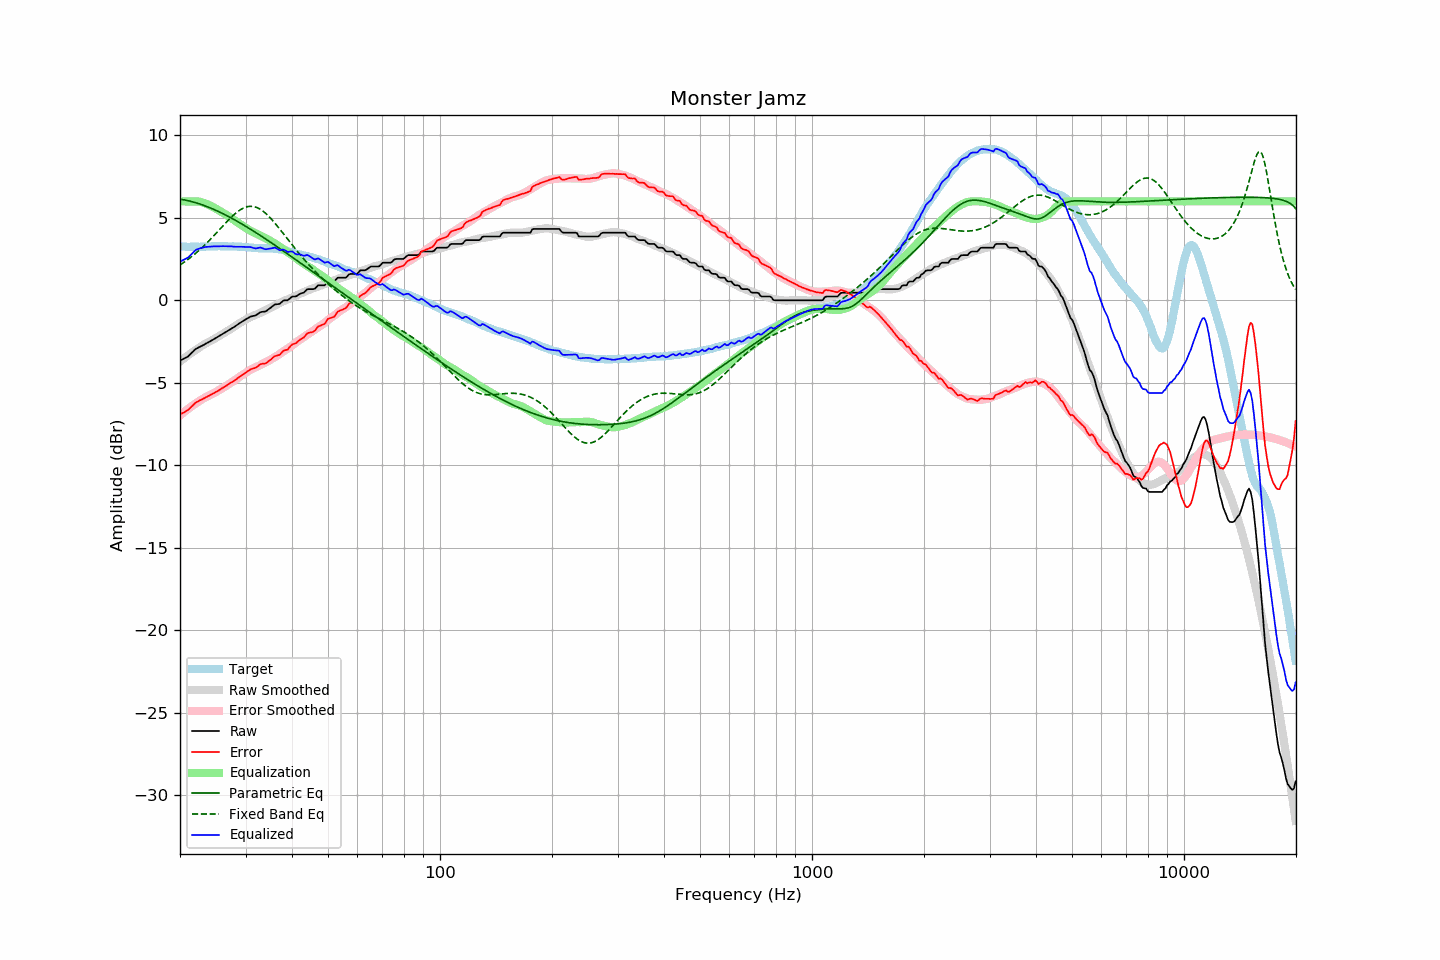 Monster Jamz
10
5
0
−5
−10
−15
−20
−25
−30
Amplitude (dBr)
Target
Raw Smoothed
Error Smoothed
Raw
Error
Equalization
Parametric Eq
Fixed Band Eq
Equalized
100
1000
10000
Frequency (Hz)